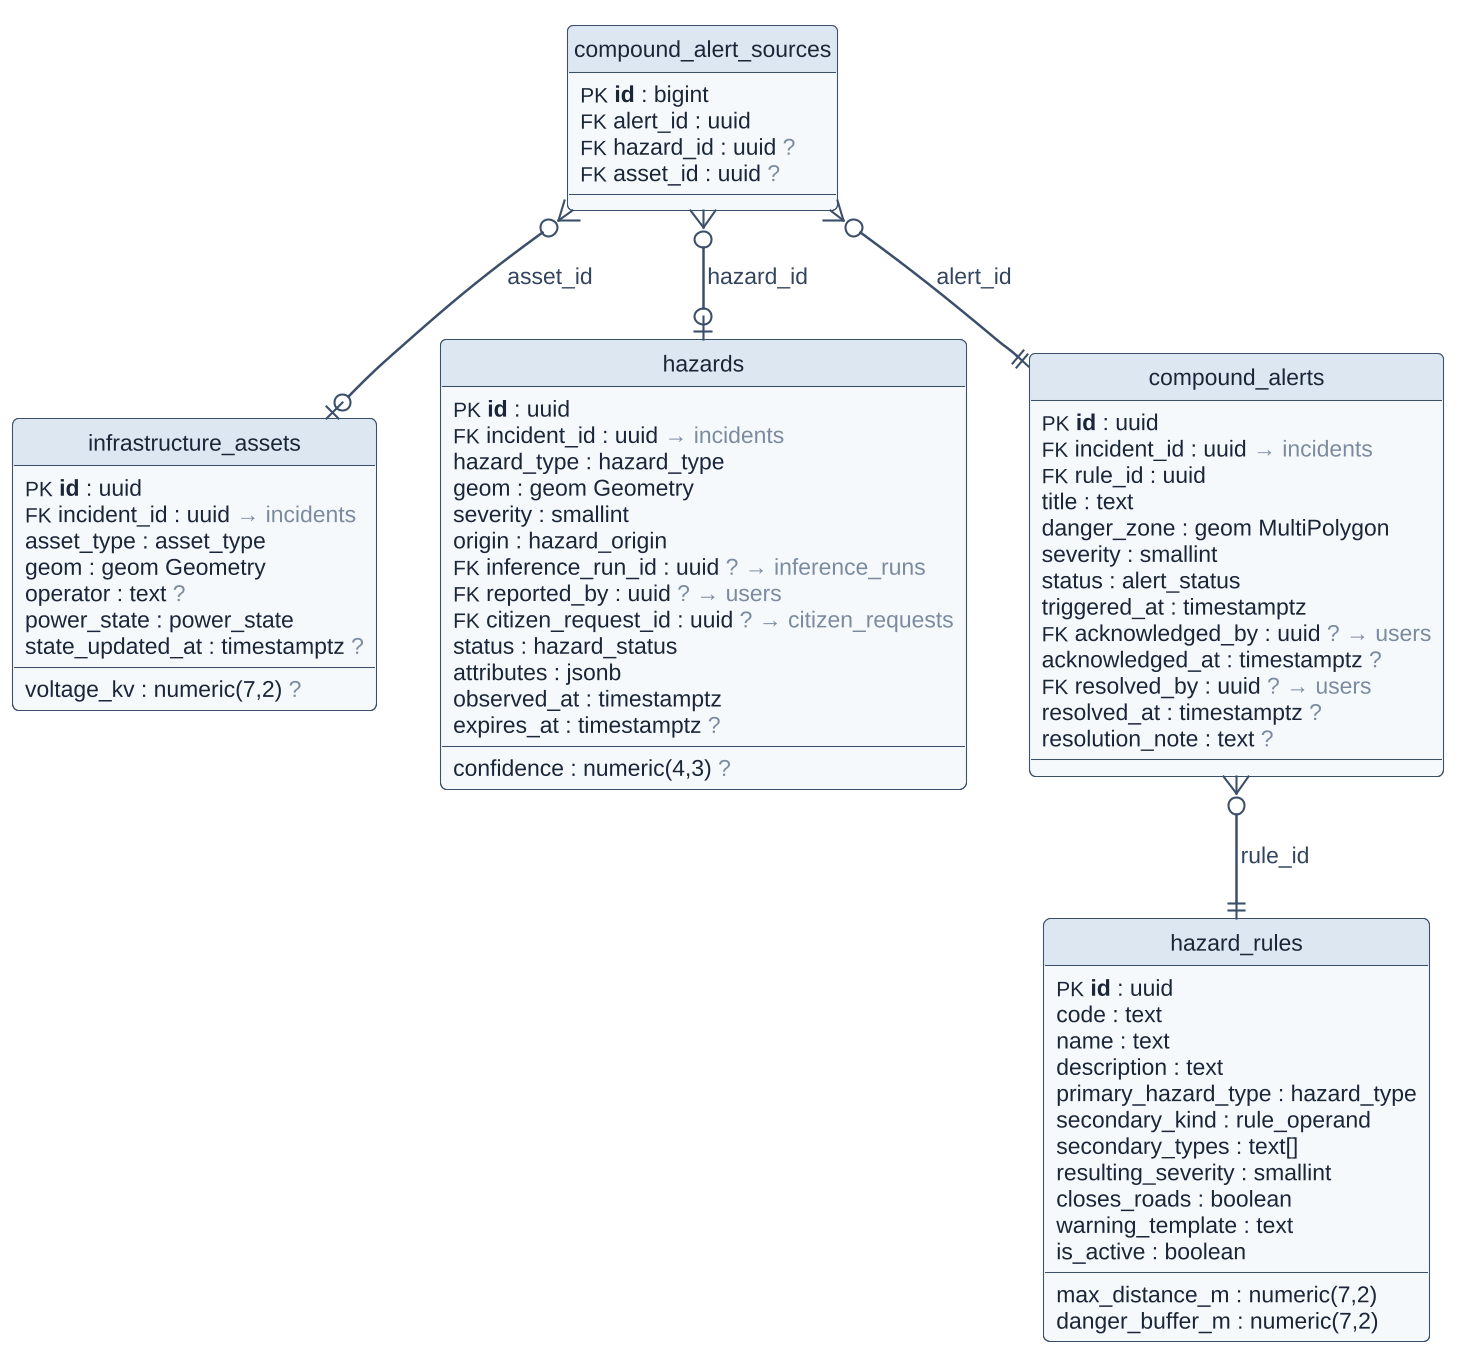 compound_alert_sources
PK id : bigint
FK alert_id : uuid
FK hazard_id : uuid ?
FK asset_id : uuid ?
asset_id
hazard_id
alert_id
infrastructure_assets
PK id : uuid
FK incident_id : uuid → incidents
asset_type : asset_type
geom : geom Geometry
operator : text ?
power_state : power_state
state_updated_at : timestamptz ?
voltage_kv : numeric(7,2) ?
hazards
PK id : uuid
FK incident_id : uuid → incidents
hazard_type : hazard_type
geom : geom Geometry
severity : smallint
origin : hazard_origin
FK inference_run_id : uuid ? → inference_runs
FK reported_by : uuid ? → users
FK citizen_request_id : uuid ? → citizen_requests
status : hazard_status
attributes : jsonb
observed_at : timestamptz
expires_at : timestamptz ?
confidence : numeric(4,3) ?
compound_alerts
PK id : uuid
FK incident_id : uuid → incidents
FK rule_id : uuid
title : text
danger_zone : geom MultiPolygon
severity : smallint
status : alert_status
triggered_at : timestamptz
FK acknowledged_by : uuid ? → users
acknowledged_at : timestamptz ?
FK resolved_by : uuid ? → users
resolved_at : timestamptz ?
resolution_note : text ?
rule_id
hazard_rules
PK id : uuid
code : text
name : text
description : text
primary_hazard_type : hazard_type
secondary_kind : rule_operand
secondary_types : text[]
resulting_severity : smallint
closes_roads : boolean
warning_template : text
is_active : boolean
max_distance_m : numeric(7,2)
danger_buffer_m : numeric(7,2)